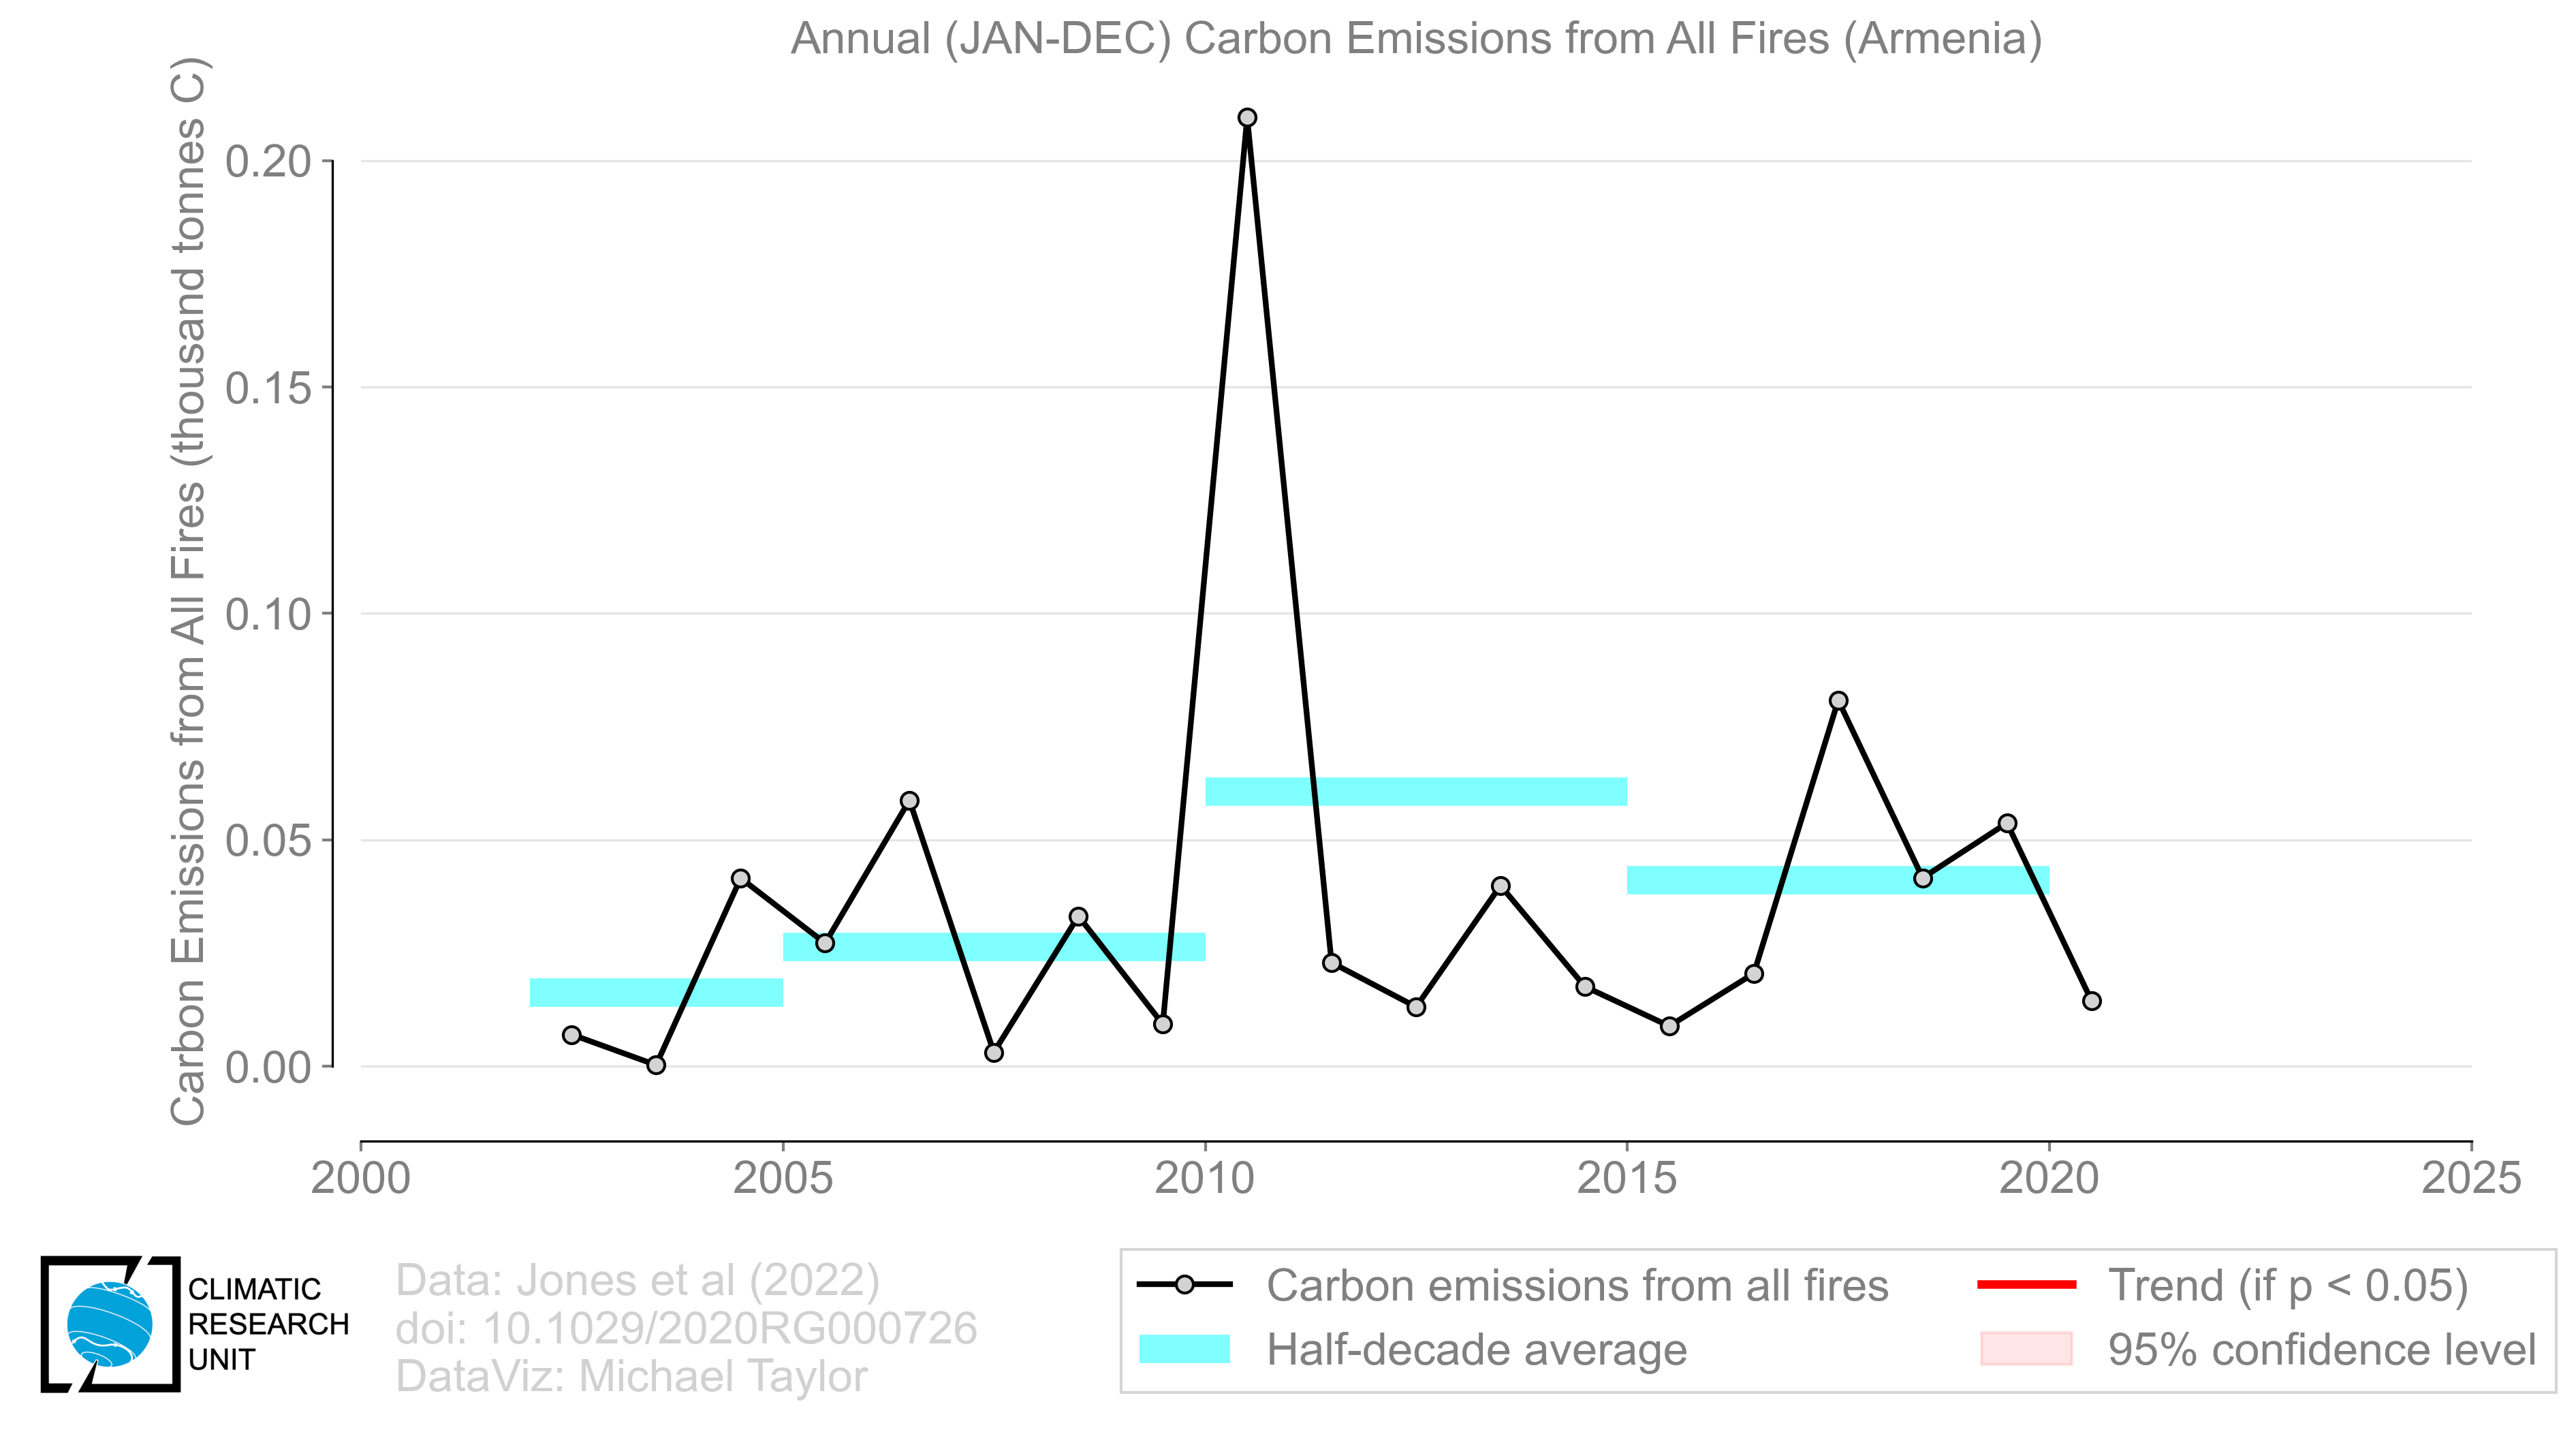 Annual (JAN-DEC) Carbon Emissions from All Fires (Armenia)
Carbon Emissions from All Fires (thousand tonnes C)
0.20
0.15
0.10
0.05
0.00
2000
2005
2010
2015
2020
2025
CLIMATIC
RESEARCH
UNIT
Data: Jones et al (2022)
doi: 10.1029/2020RG000726
DataViz: Michael Taylor
Carbon emissions from all fires
Half-decade average
Trend (if p < 0.05)
95% confidence level